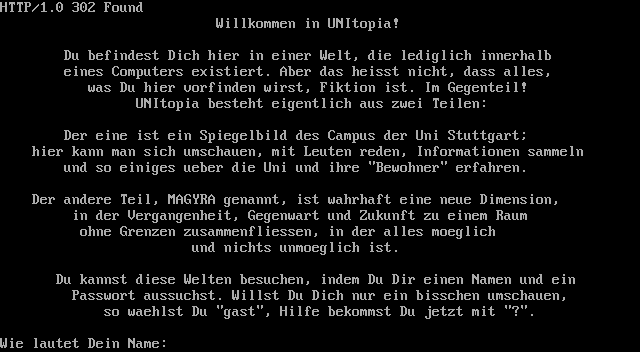 HTTP/1.0 302 Found
Willkommen in UNItopia!
Du befindest Dich hier in einer Welt, die lediglich innerhalb
eines Computers existiert. Aber das heisst nicht, dass alles,
was Du hier vorfinden wirst, Fiktion ist. Im Gegenteil!
UNItopia besteht eigentlich aus zwei Teilen:
Der eine ist ein Spiegelbild des Campus der Uni Stuttgart;
hier kann man sich umschauen, mit Leuten reden, Informationen sammeln
und so einiges ueber die Uni und ihre "Bewohner" erfahren.
Der andere Teil, MAGYRA genannt, ist wahrhaft eine neue Dimension,
in der Vergangenheit, Gegenwart und Zukunft zu einem Raum
ohne Grenzen zusammenfliessen, in der alles moeglich
und nichts unmoeglich ist.
Du kannst diese Welten besuchen, indem Du Dir einen Namen und ein
Passwort aussuchst. Willst Du Dich nur ein bisschen umschauen,
so waehlst Du "gast", Hilfe bekommst Du jetzt mit "?".
Wie lautet Dein Name: